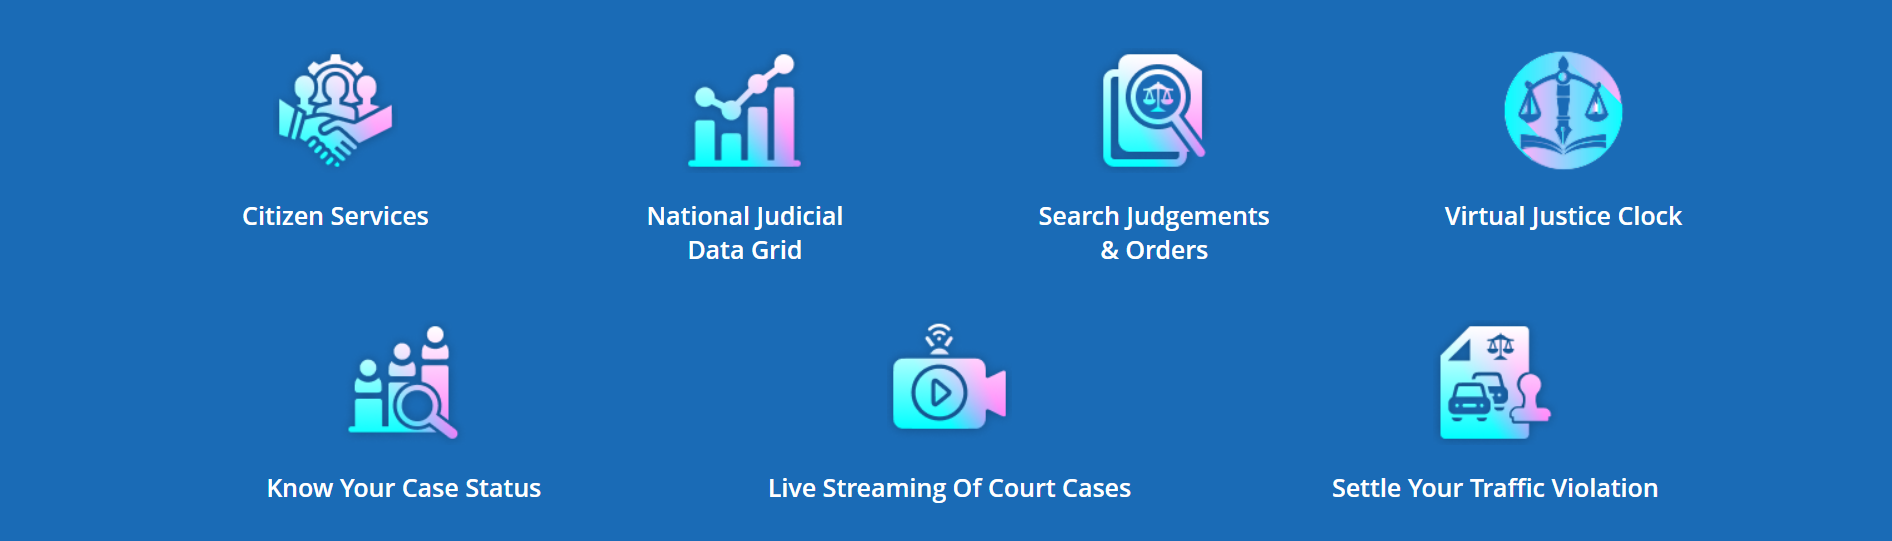 Citizen Services
National Judicial
Data Grid
Search Judgements
& Orders
Virtual Justice Clock
Know Your Case Status
Live Streaming Of Court Cases
Settle Your Traffic Violation